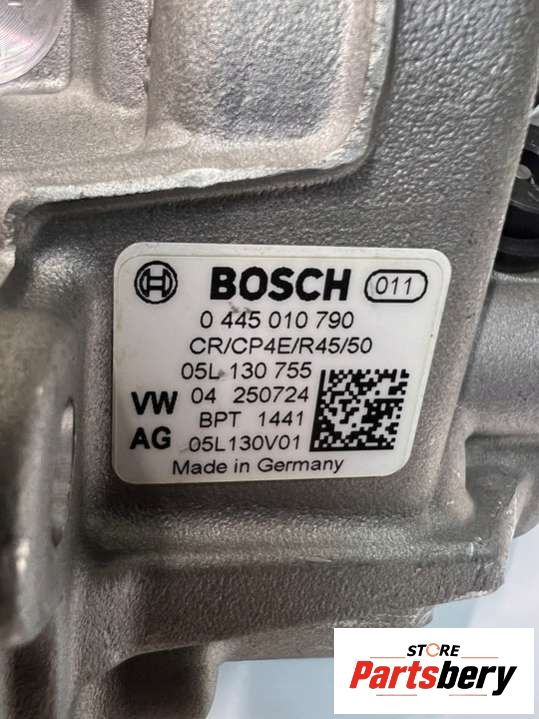 BOSCH 011
0 445 010 790
CR/CP4E/R45/50
05L 130 755
VW 04 250724
BPT 1441
AG 05L130V01
Made in Germany
STORE
Partsbery